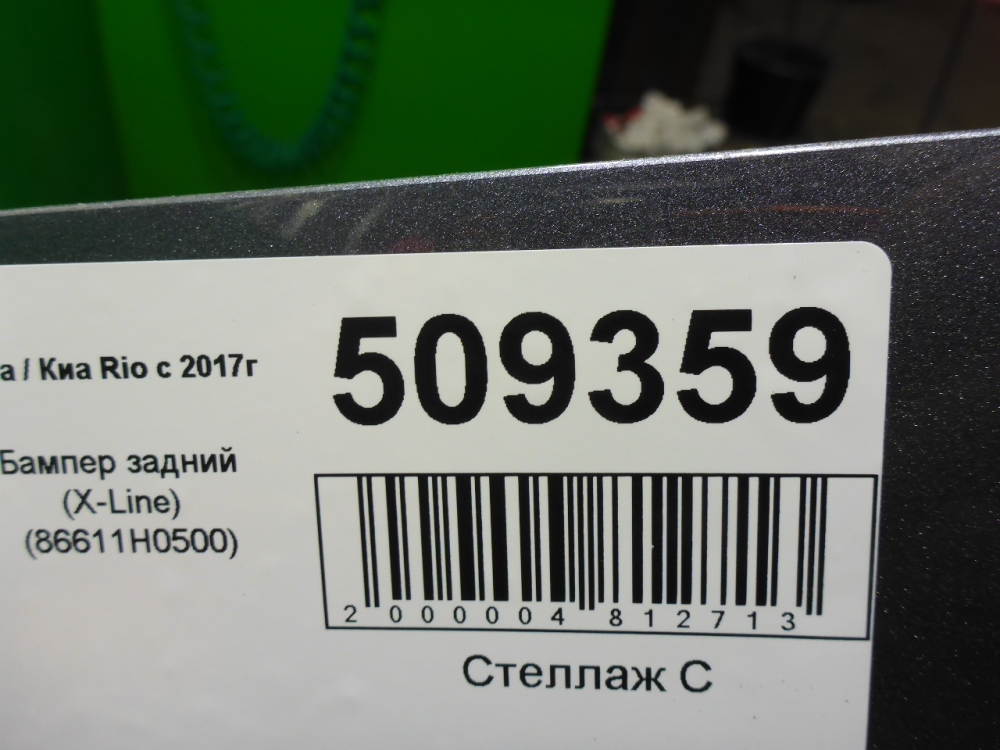 509359
а / Киа Rio с 2017г
Бампер задний
(X-Line)
(86611H0500)
2 000004 812713
Стеллаж С